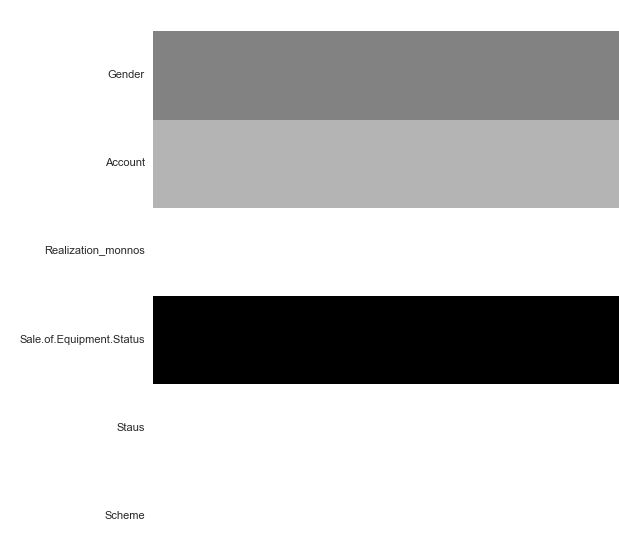 Gender
Account
Realization_monnos
Sale.of.Equipment.Status
Staus
Scheme